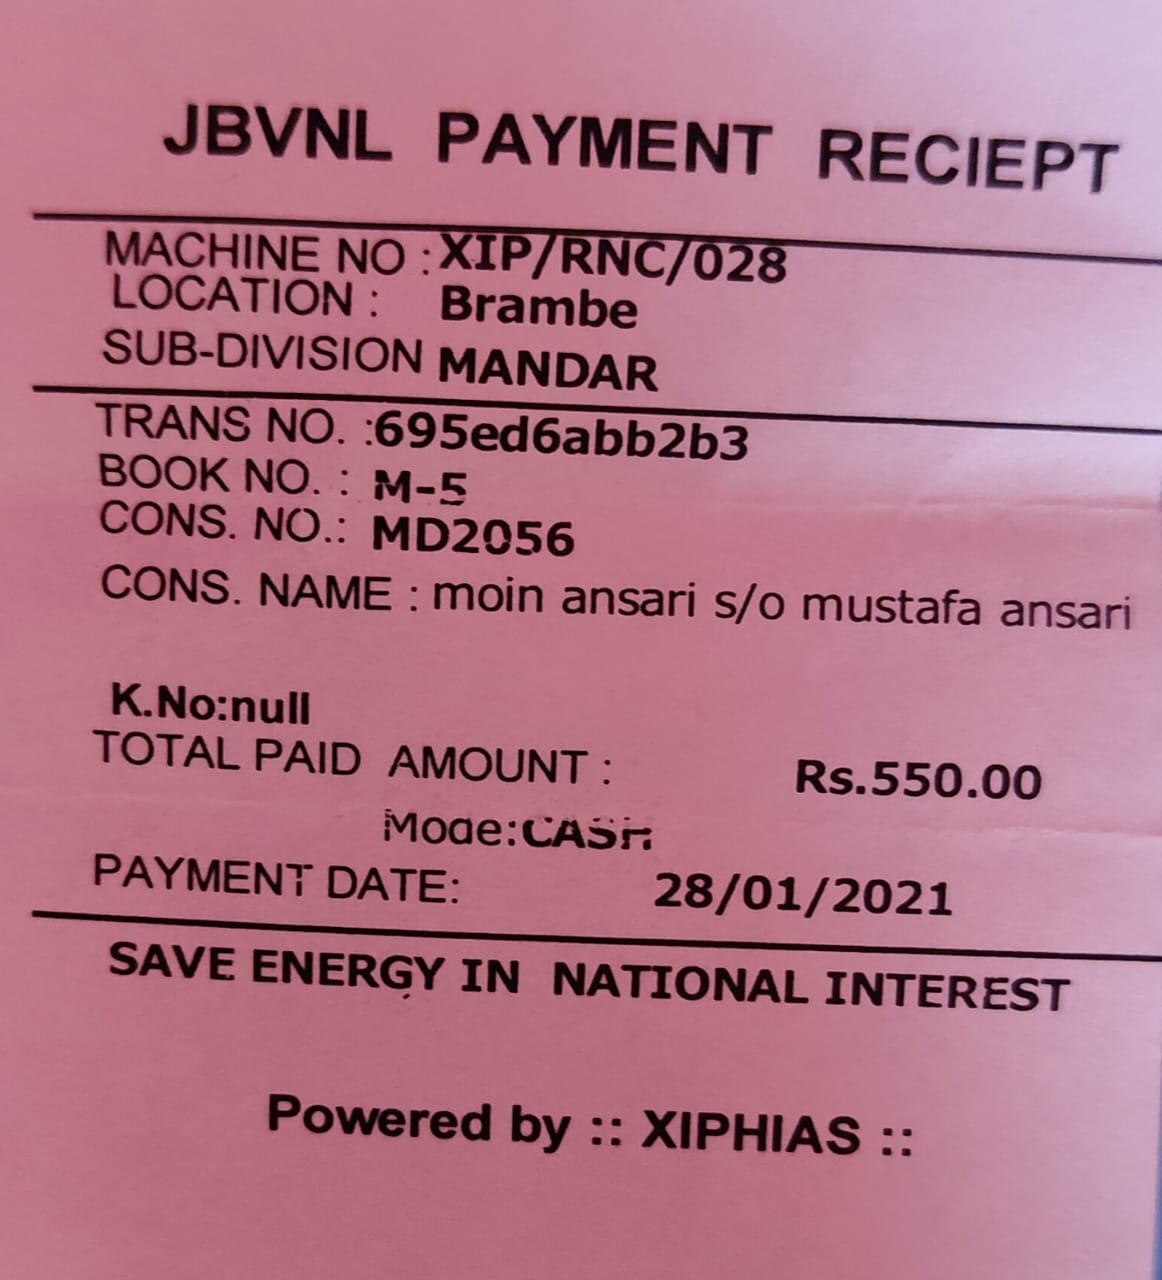 JBVNL PAYMENT RECIEPT
MACHINE NO : XIP/RNC/028
LOCATION : Brambe
SUB-DIVISION MANDAR
TRANS NO. :695ed6abb2b3
BOOK NO. : M-5
CONS. NO.: MD2056
CONS. NAME : moin ansari s/o mustafa ansari
K.No:null
TOTAL PAID AMOUNT : Rs.550.00
Mode:CASH
PAYMENT DATE: 28/01/2021
SAVE ENERGY IN NATIONAL INTEREST
Powered by :: XIPHIAS ::